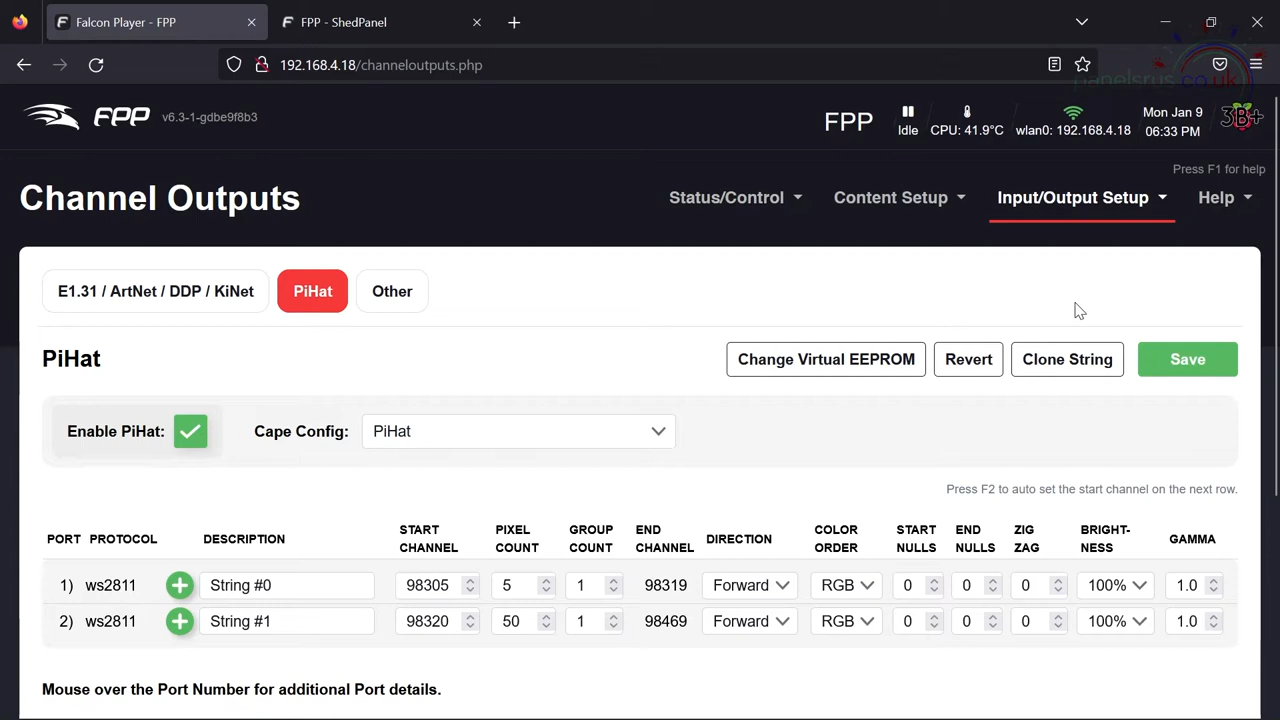 Falcon Player - FPP
FPP - ShedPanel
192.168.4.18/channeloutputs.php
panelsrus.co.uk
FPP v6.3-1-gdbe9f8b3
FPP
Idle
CPU: 41.9°C
wlan0: 192.168.4.18
Mon Jan 9
06:33 PM
3B+
Press F1 for help
Channel Outputs
Status/Control
Content Setup
Input/Output Setup
Help
E1.31 / ArtNet / DDP / KiNet
PiHat
Other
PiHat
Change Virtual EEPROM
Revert
Clone String
Save
Enable PiHat:
Cape Config:
PiHat
Press F2 to auto set the start channel on the next row.
PORT PROTOCOL DESCRIPTION START CHANNEL PIXEL COUNT GROUP COUNT END CHANNEL DIRECTION COLOR ORDER START NULLS END NULLS ZIG ZAG BRIGHT-NESS GAMMA
1) ws2811 String #0 98305 5 1 98319 Forward RGB 0 0 0 100% 1.0
2) ws2811 String #1 98320 50 1 98469 Forward RGB 0 0 0 100% 1.0
Mouse over the Port Number for additional Port details.